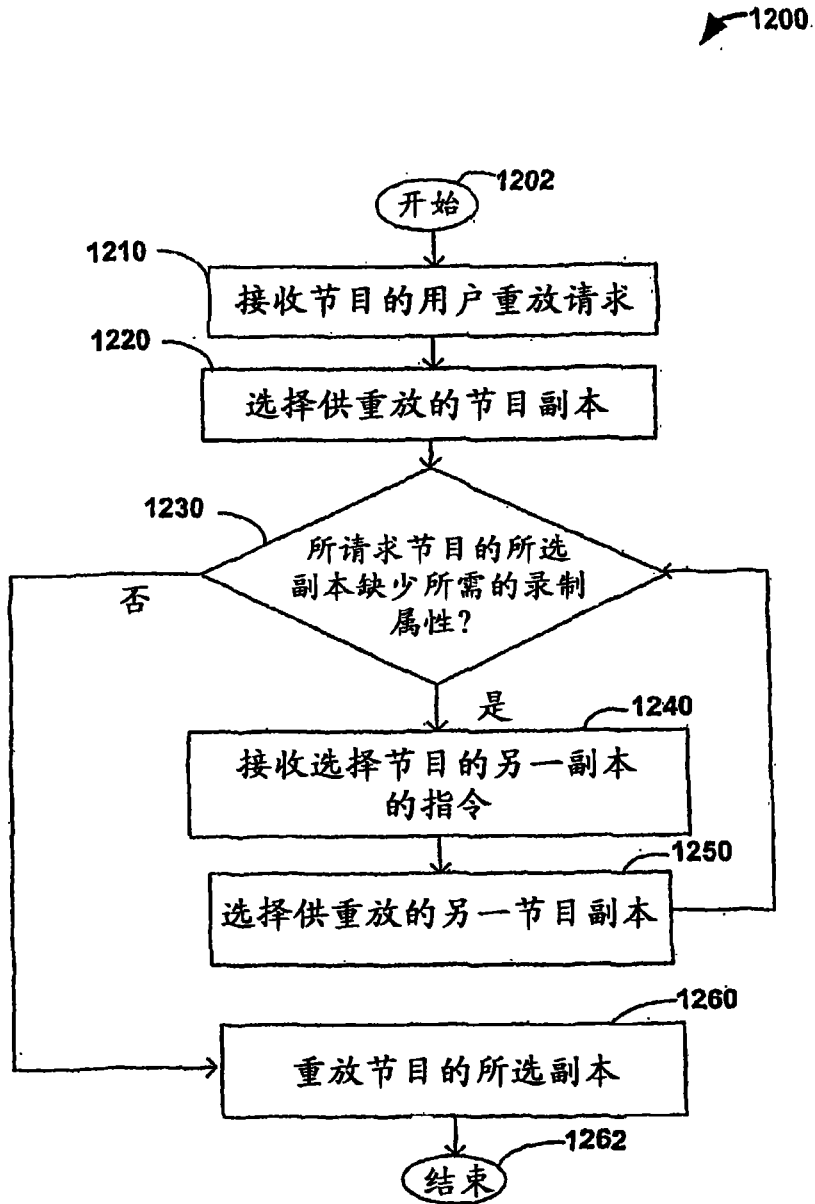 1200
1202
开始
1210
接收节目的用户重放请求
1220
选择供重放的节目副本
1230
所请求节目的所选
副本缺少所需的录制
属性?
否
是
1240
接收选择节目的另一副本
的指令
1250
选择供重放的另一节目副本
1260
重放节目的所选副本
1262
结束